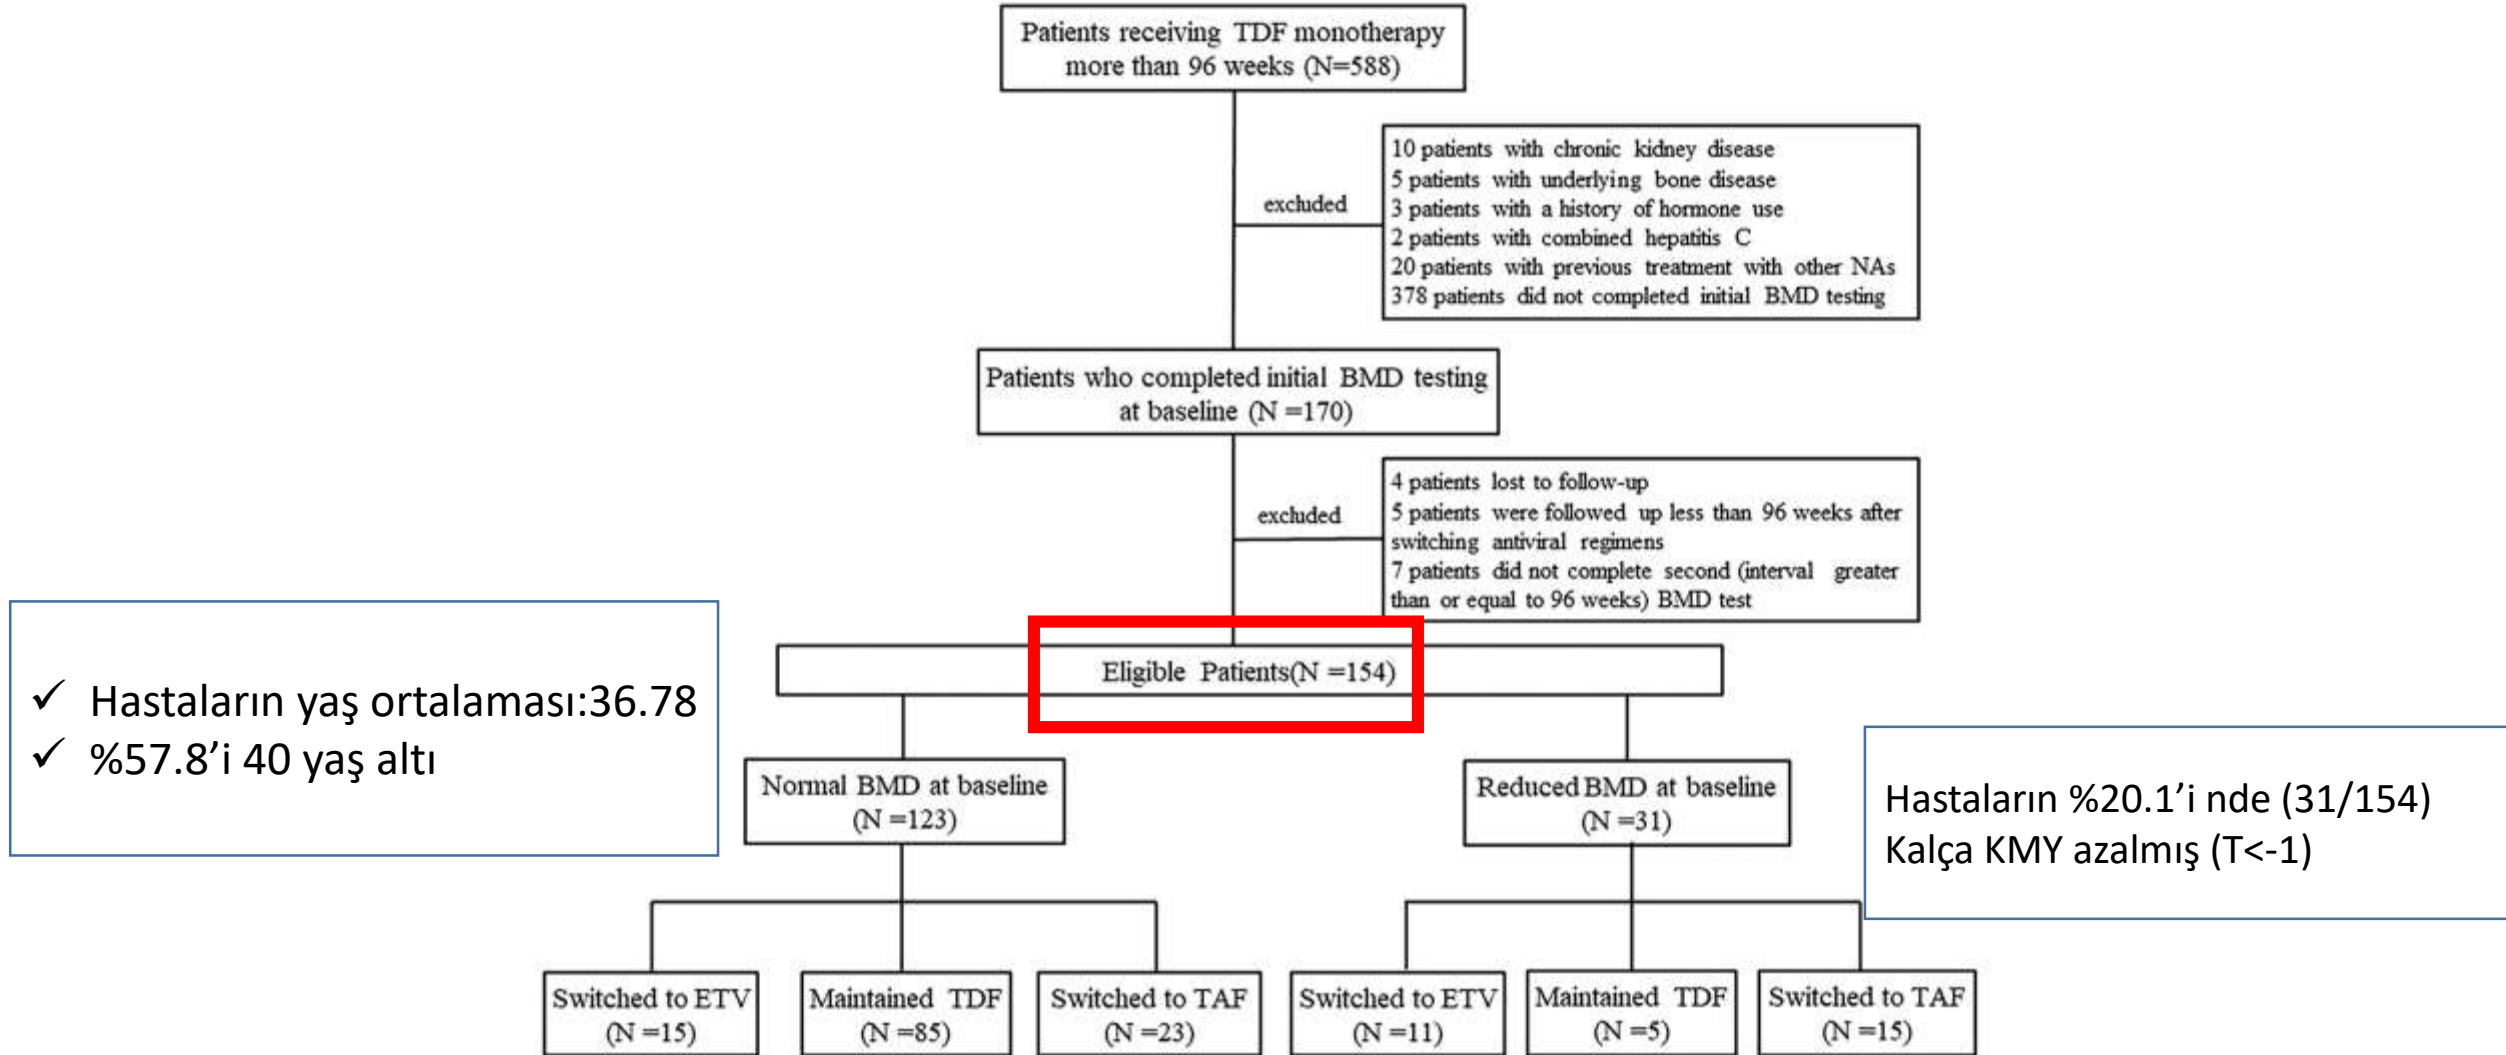 Patients receiving TDF monotherapy
more than 96 weeks (N=588)
excluded
10 patients with chronic kidney disease
5 patients with underlying bone disease
3 patients with a history of hormone use
2 patients with combined hepatitis C
20 patients with previous treatment with other NAs
378 patients did not completed initial BMD testing
Patients who completed initial BMD testing
at baseline (N =170)
excluded
4 patients lost to follow-up
5 patients were followed up less than 96 weeks after
switching antiviral regimens
7 patients did not complete second (interval greater
than or equal to 96 weeks) BMD test
Eligible Patients(N =154)
✓ Hastaların yaş ortalaması:36.78
✓ %57.8’i 40 yaş altı
Normal BMD at baseline
(N =123)
Reduced BMD at baseline
(N =31)
Hastaların %20.1’i nde (31/154)
Kalça KMY azalmış (T<-1)
Switched to ETV
(N =15)
Maintained TDF
(N =85)
Switched to TAF
(N =23)
Switched to ETV
(N =11)
Maintained TDF
(N =5)
Switched to TAF
(N =15)